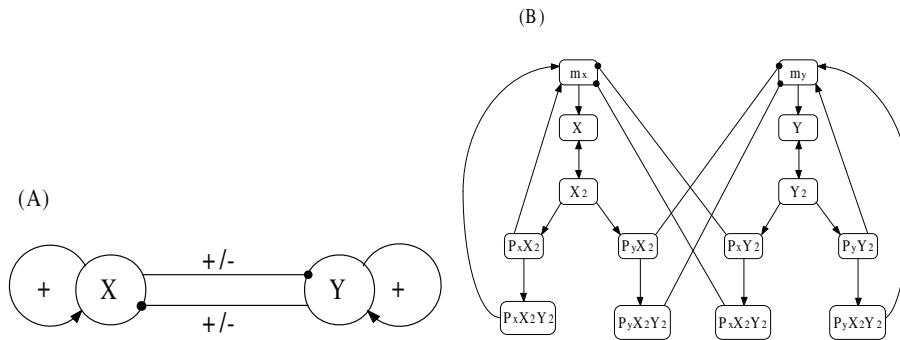 (A)
+
X
+/-
+/-
Y
+
(B)
mx
my
X
Y
X2
Y2
PxX2
PyX2
PxY2
PyY2
PxX2Y2
PyX2Y2
PxX2Y2
PyX2Y2